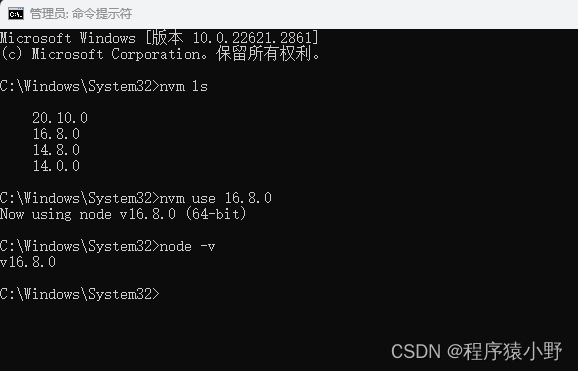 管理员: 命令提示符
Microsoft Windows [版本 10.0.22621.2861]
(c) Microsoft Corporation。保留所有权利。
C:\Windows\System32>nvm ls
20.10.0
16.8.0
14.8.0
14.0.0
C:\Windows\System32>nvm use 16.8.0
Now using node v16.8.0 (64-bit)
C:\Windows\System32>node -v
v16.8.0
C:\Windows\System32>
CSDN @程序猿小野